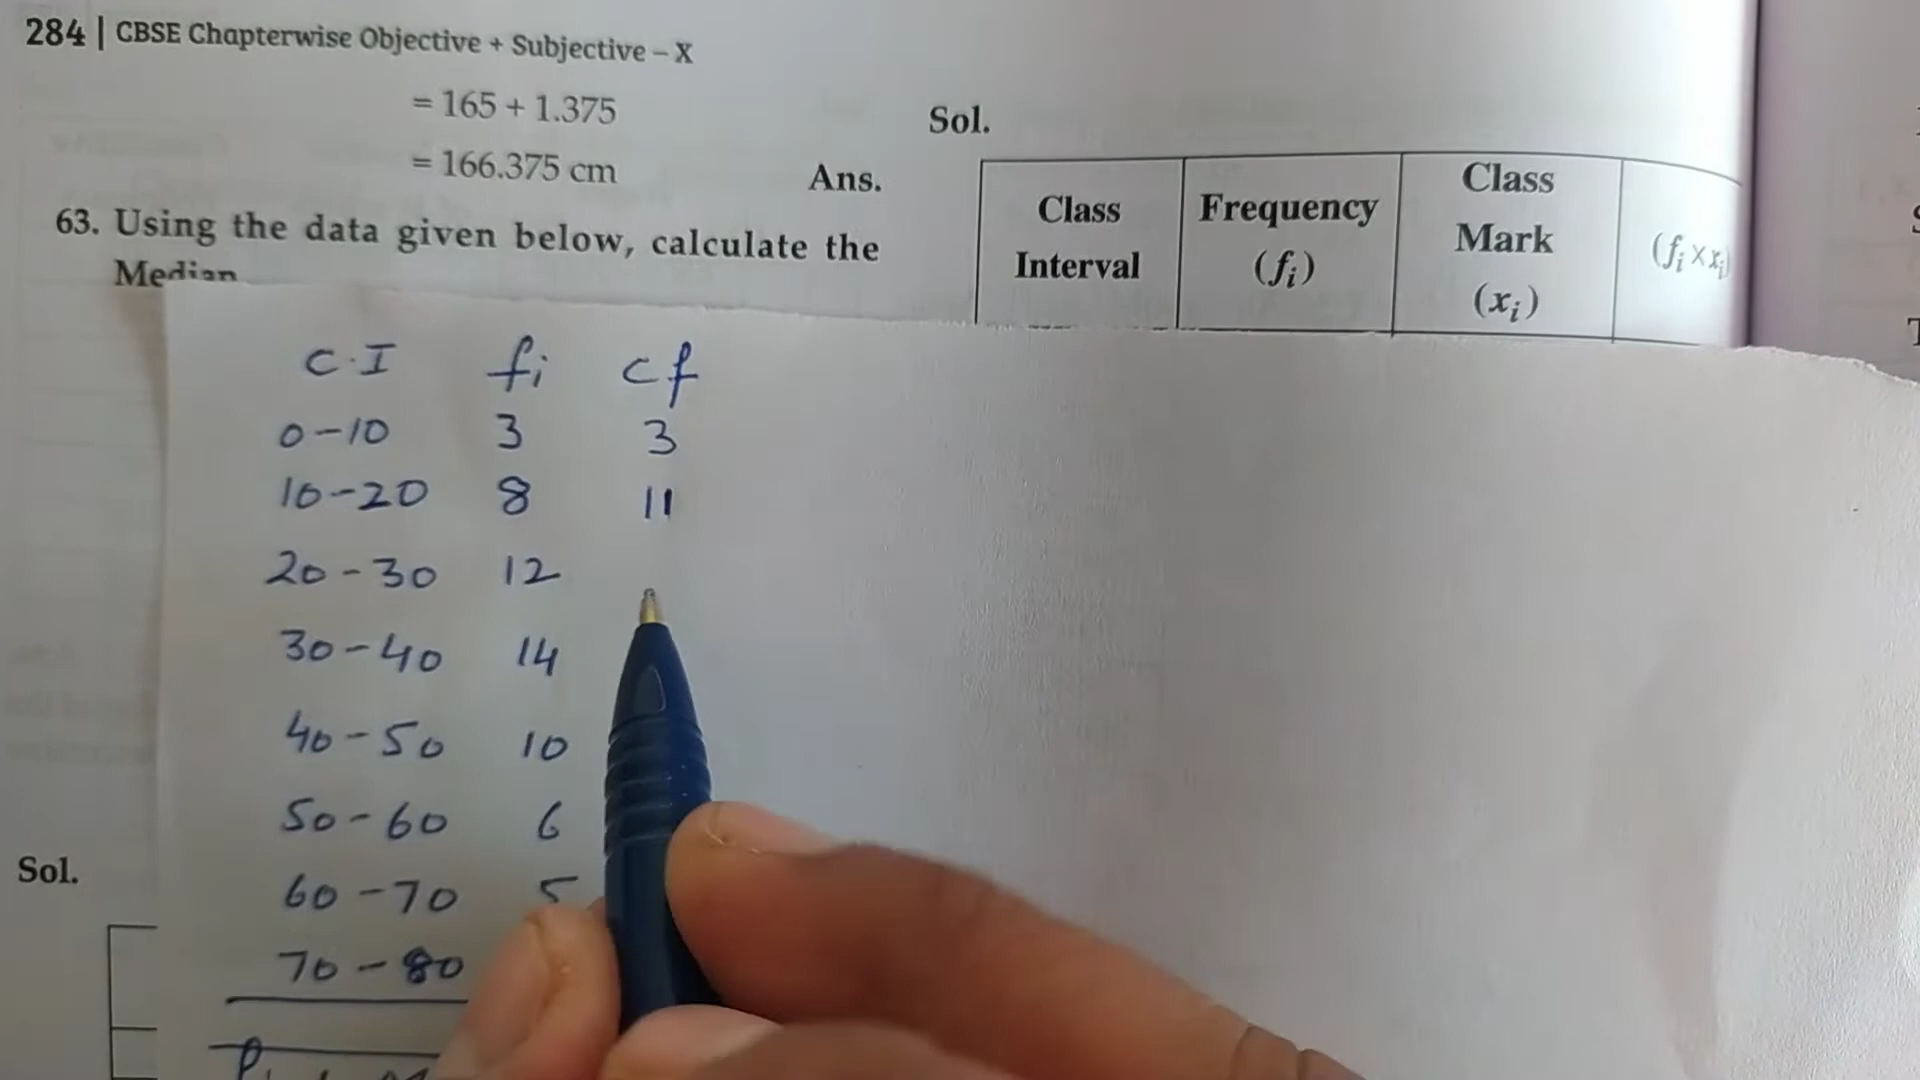 284 | CBSE Chapterwise Objective + Subjective – X
= 165 + 1.375
= 166.375 cm Ans.
63. Using the data given below, calculate the
Median
C.I fi cf
0-10 3 3
10-20 8 11
20-30 12
30-40 14
40-50 10
50-60 6
60-70 5
70-80
Sol.
Sol.
Class Interval Frequency (fi) Class Mark (xi) (fi × xi)